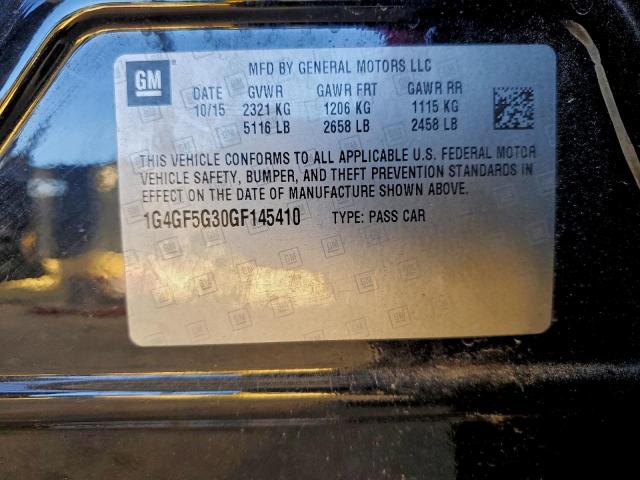 GM
MFD BY GENERAL MOTORS LLC
DATE GVWR GAWR FRT GAWR RR
10/15 2321 KG 1206 KG 1115 KG
5116 LB 2658 LB 2458 LB
THIS VEHICLE CONFORMS TO ALL APPLICABLE U.S. FEDERAL MOTOR
VEHICLE SAFETY, BUMPER, AND THEFT PREVENTION STANDARDS IN
EFFECT ON THE DATE OF MANUFACTURE SHOWN ABOVE.
1G4GF5G30GF145410 TYPE: PASS CAR